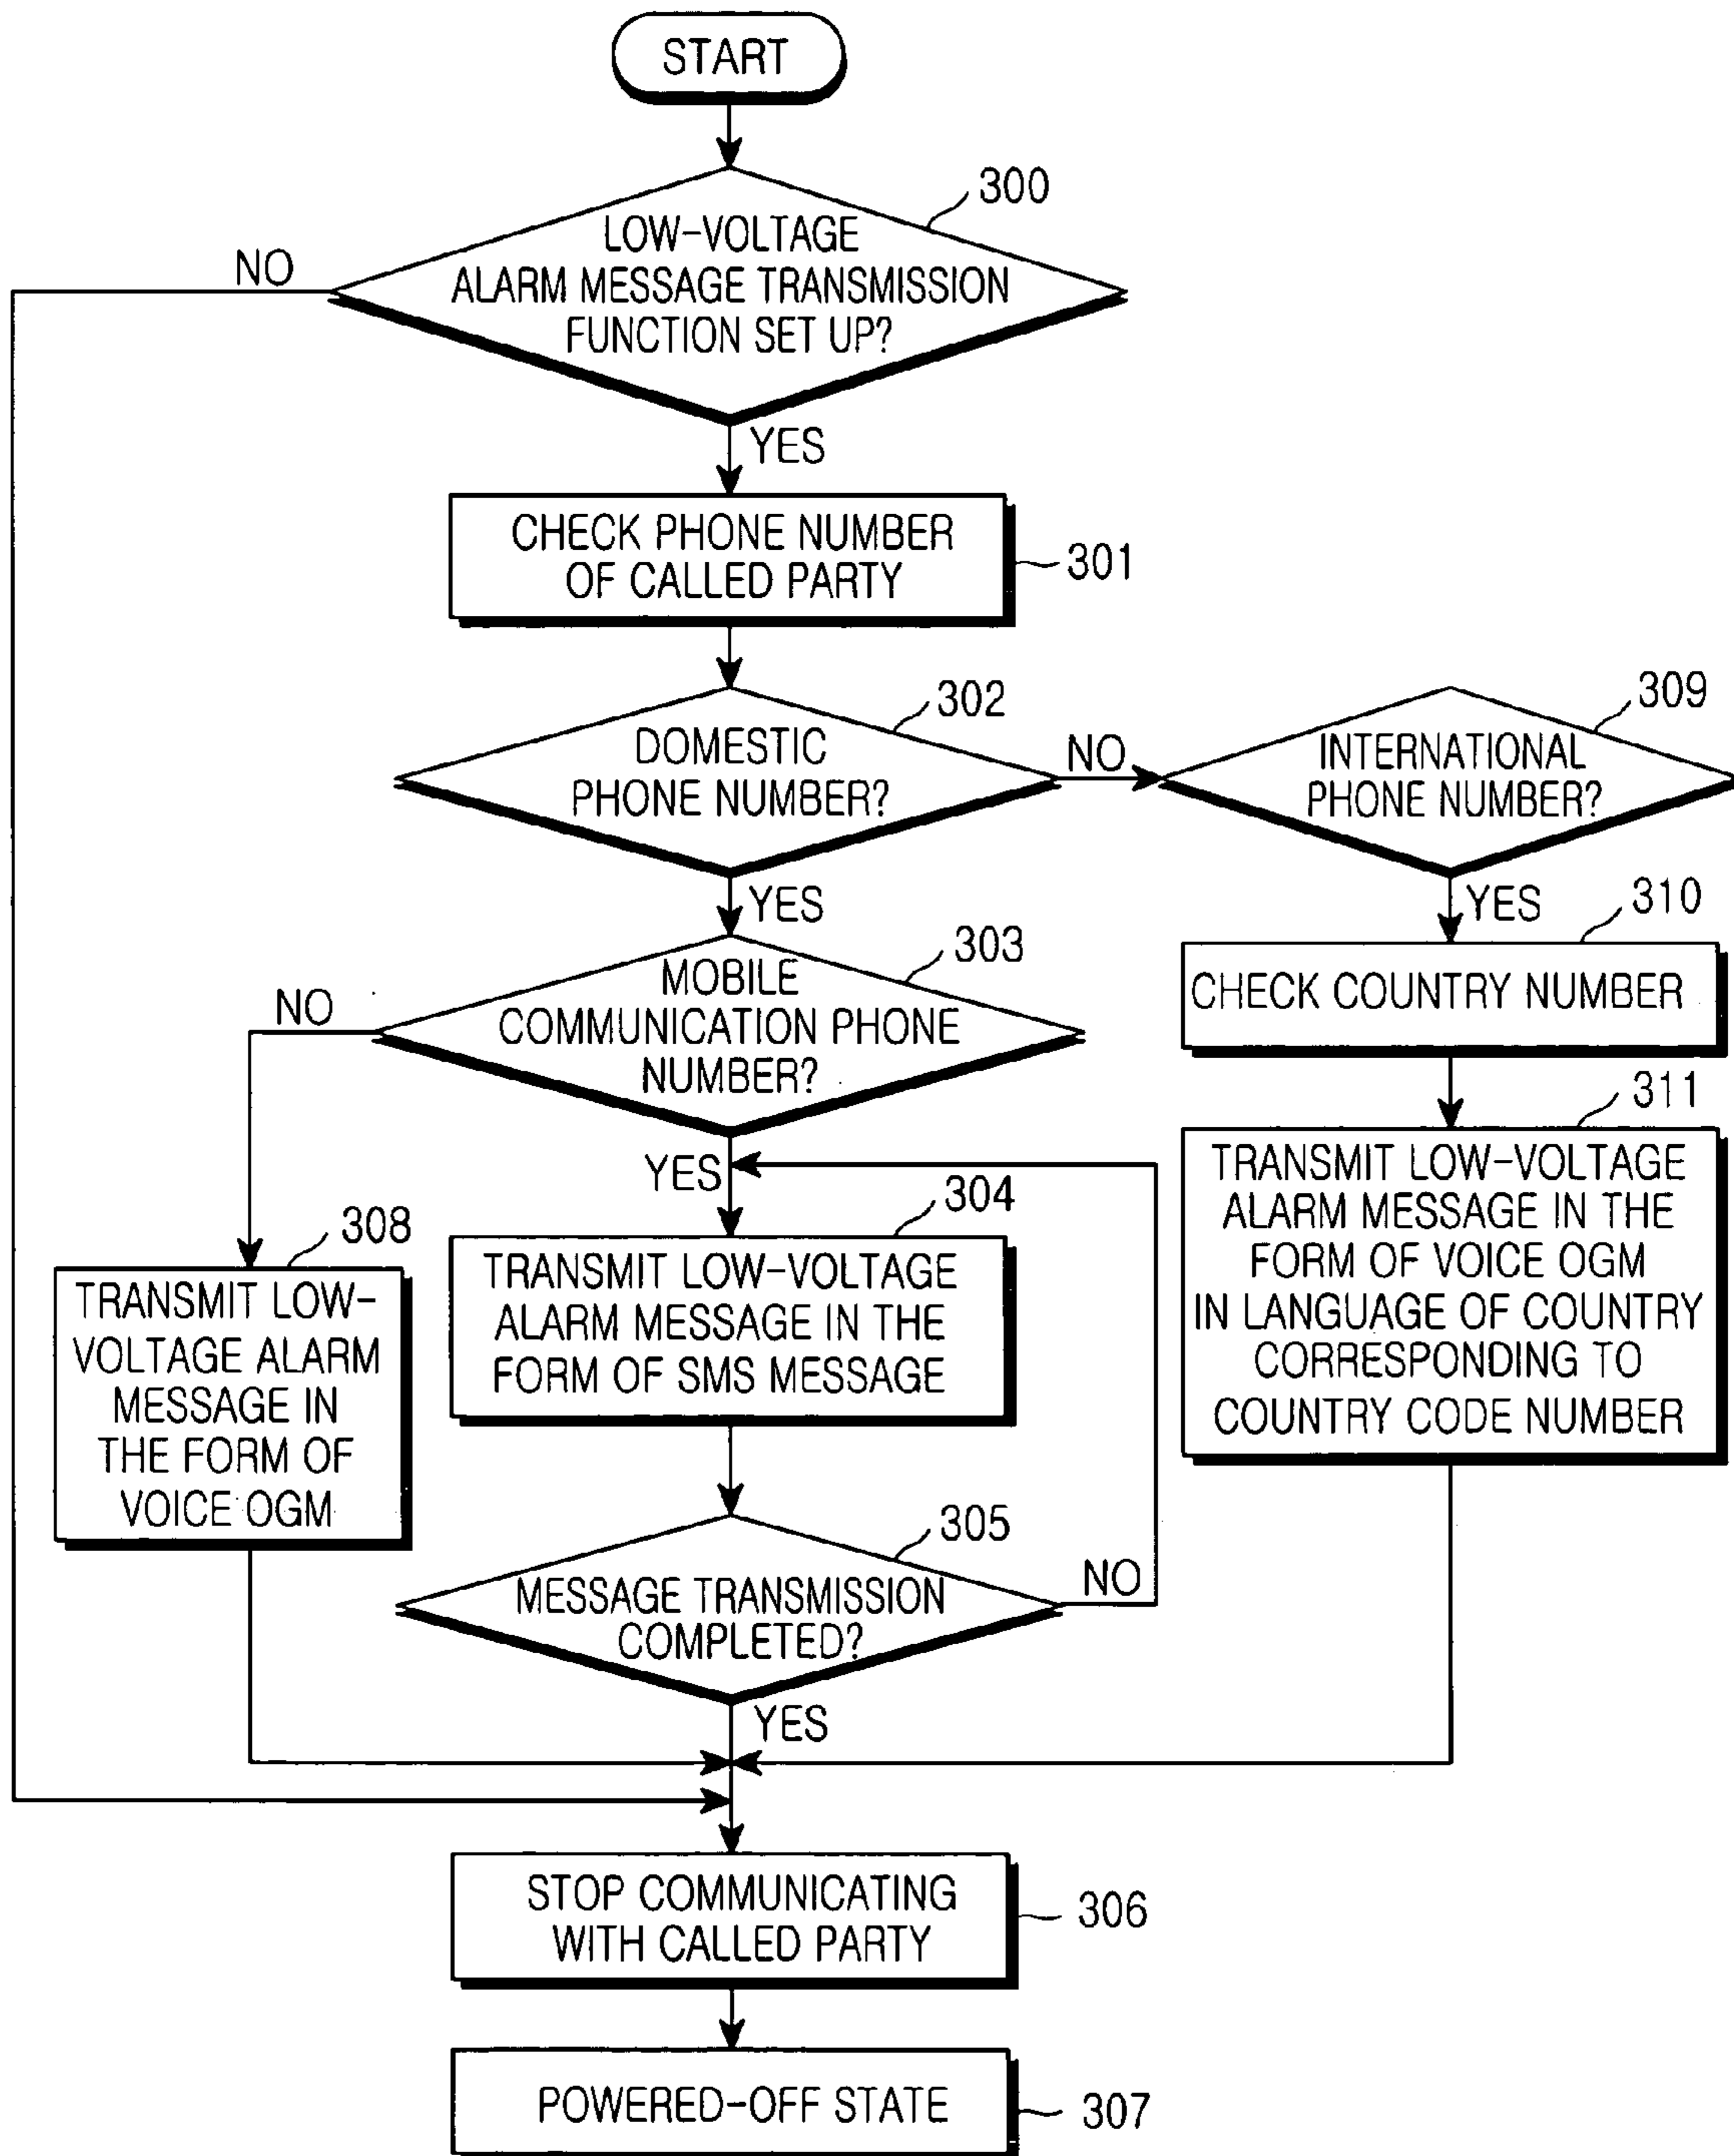 START
300
LOW-VOLTAGE
ALARM MESSAGE TRANSMISSION
FUNCTION SET UP?
NO
YES
CHECK PHONE NUMBER
OF CALLED PARTY
301
302
DOMESTIC
PHONE NUMBER?
NO
309
INTERNATIONAL
PHONE NUMBER?
YES
YES
310
CHECK COUNTRY NUMBER
303
MOBILE
COMMUNICATION PHONE
NUMBER?
NO
YES
311
TRANSMIT LOW-VOLTAGE
ALARM MESSAGE IN THE
FORM OF VOICE OGM
IN LANGUAGE OF COUNTRY
CORRESPONDING TO
COUNTRY CODE NUMBER
308
TRANSMIT LOW-
VOLTAGE ALARM
MESSAGE IN
THE FORM OF
VOICE OGM
304
TRANSMIT LOW-VOLTAGE
ALARM MESSAGE IN THE
FORM OF SMS MESSAGE
305
MESSAGE TRANSMISSION
COMPLETED?
NO
YES
STOP COMMUNICATING
WITH CALLED PARTY
306
POWERED-OFF STATE
307